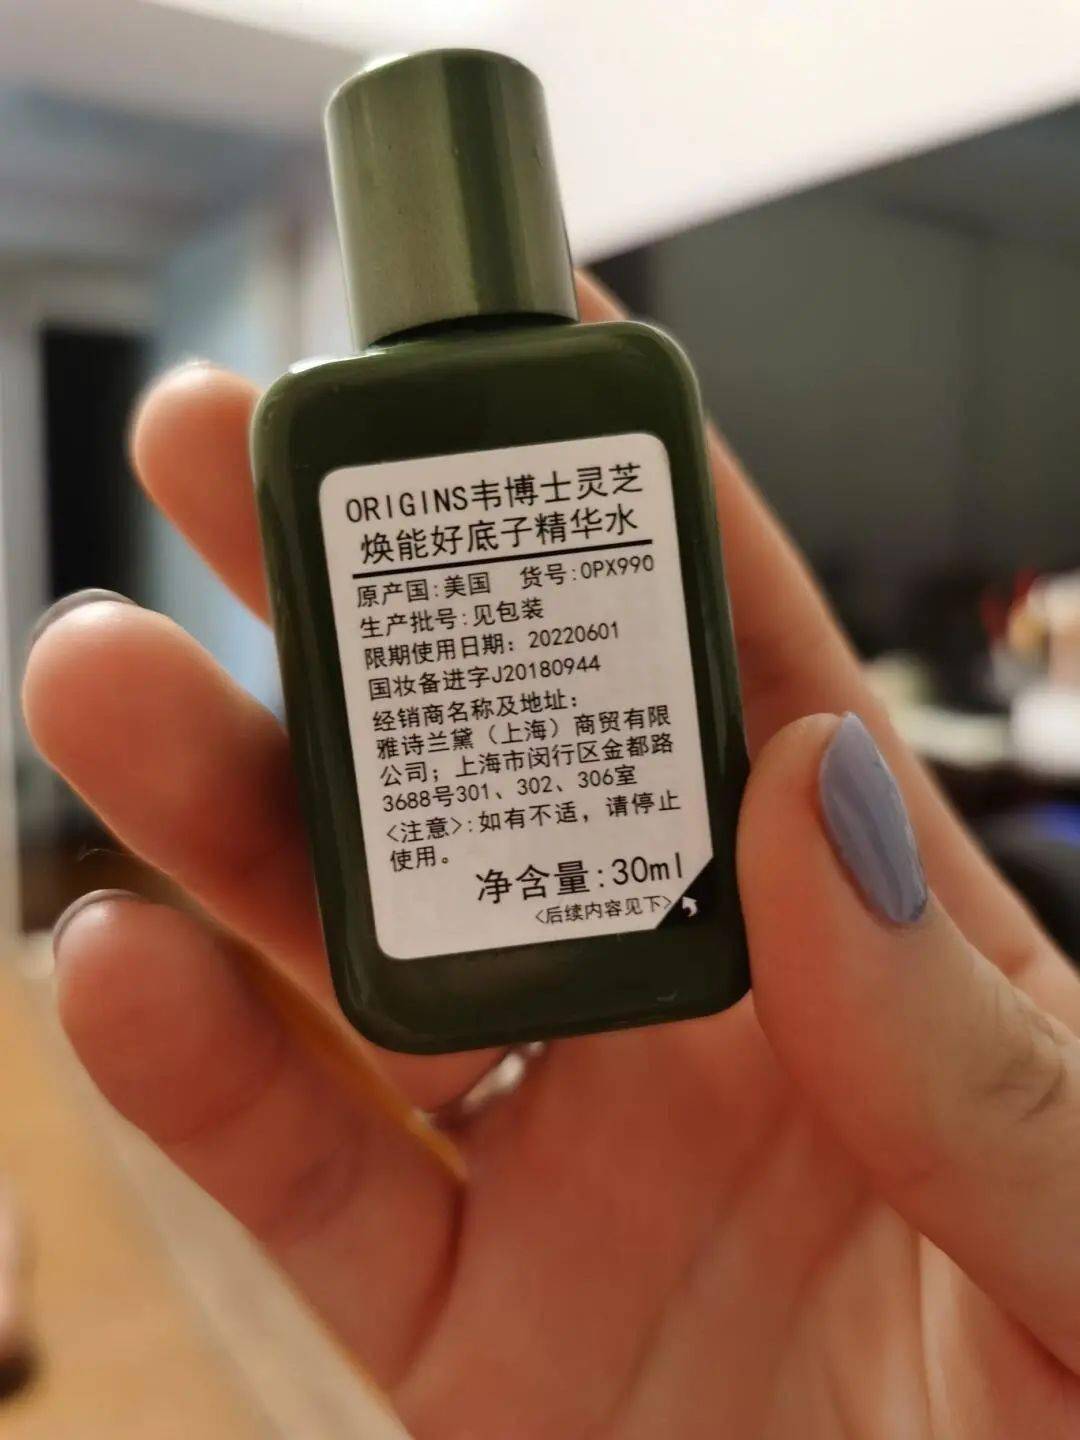 ORIGINS韦博士灵芝
焕能好底子精华水
原产国:美国 货号:0PX990
生产批号:见包装
限期使用日期: 20220601
国妆备进字J20180944
经销商名称及地址:
雅诗兰黛（上海）商贸有限
公司; 上海市闵行区金都路
3688号301、302、306室
<注意>:如有不适, 请停止
使用。
净含量:30ml
<后续内容见下>